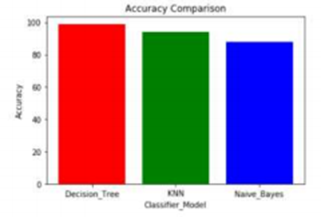 Accuracy Comparison
100
80
60
40
20
0
Accuracy
Decision_Tree KNN Naive_Bayes
Classifier_Model